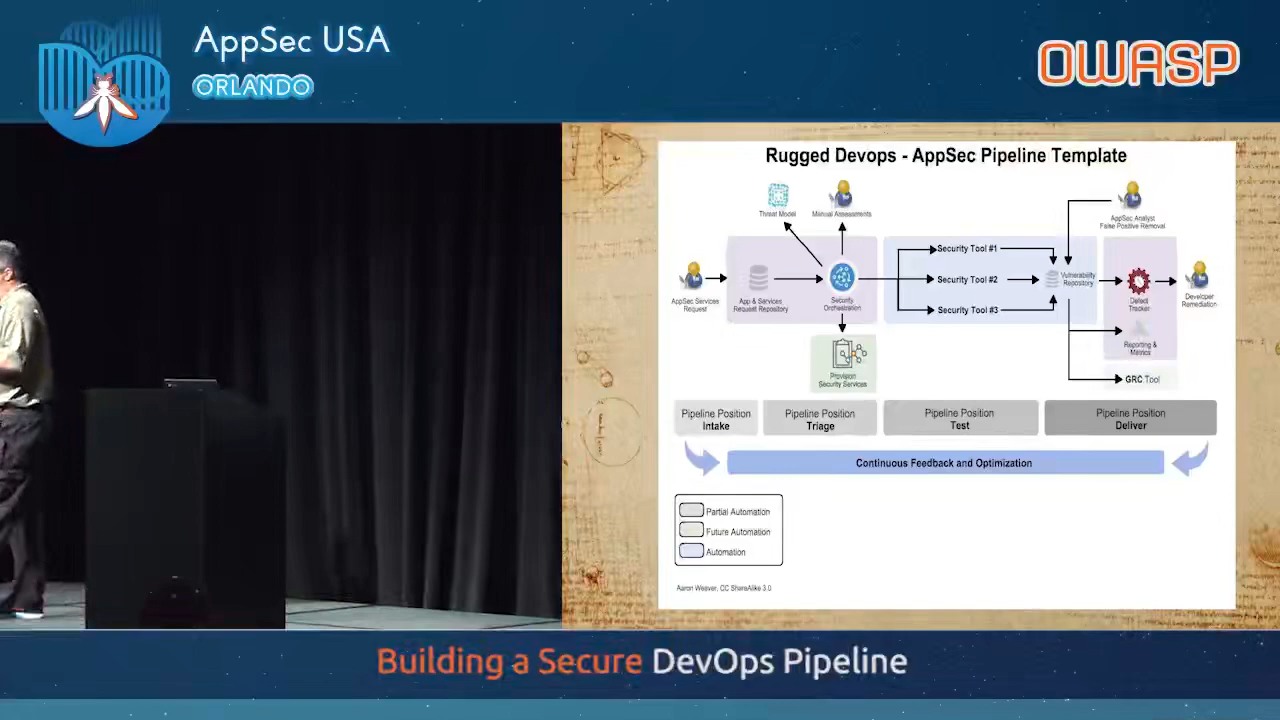 AppSec USA
ORLANDO
OWASP
Rugged Devops - AppSec Pipeline Template
Threat Model
Manual Assessments
AppSec Analyst
False Positive Removal
AppSec Services
Request
App & Services
Request Repository
Security
Orchestration
Security Tool #1
Security Tool #2
Security Tool #3
Vulnerability
Repository
Defect
Tracker
Developer
Remediation
Reporting &
Metrics
GRC Tool
Provision
Security Services
Pipeline Position
Intake
Pipeline Position
Triage
Pipeline Position
Test
Pipeline Position
Deliver
Continuous Feedback and Optimization
Partial Automation
Future Automation
Automation
Aaron Weaver, CC ShareAlike 3.0
Building a Secure DevOps Pipeline